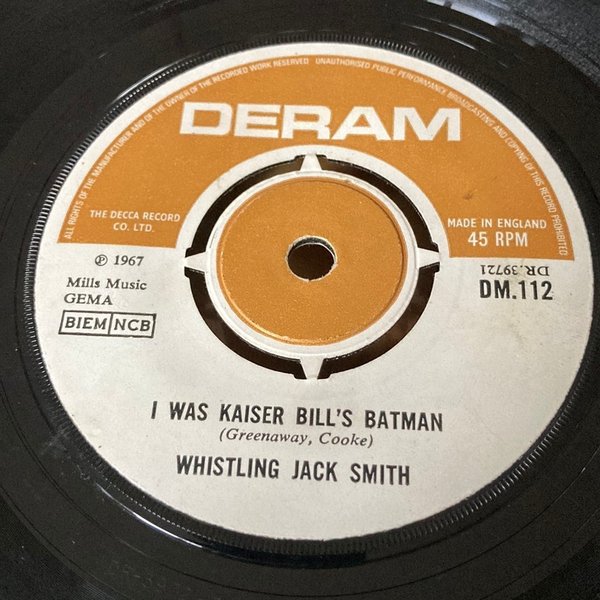 ALL RIGHTS OF THE MANUFACTURER AND OF THE OWNER OF THE RECORDED WORK RESERVED UNAUTHORISED PUBLIC PERFORMANCE BROADCASTING AND COPYING OF THIS RECORD PROHIBITED
DERAM
THE DECCA RECORD
CO. LTD.
MADE IN ENGLAND
45 RPM
℗ 1967
DR.39721
Mills Music
GEMA
DM.112
BIEM NCB
I WAS KAISER BILL'S BATMAN
(Greenaway, Cooke)
WHISTLING JACK SMITH